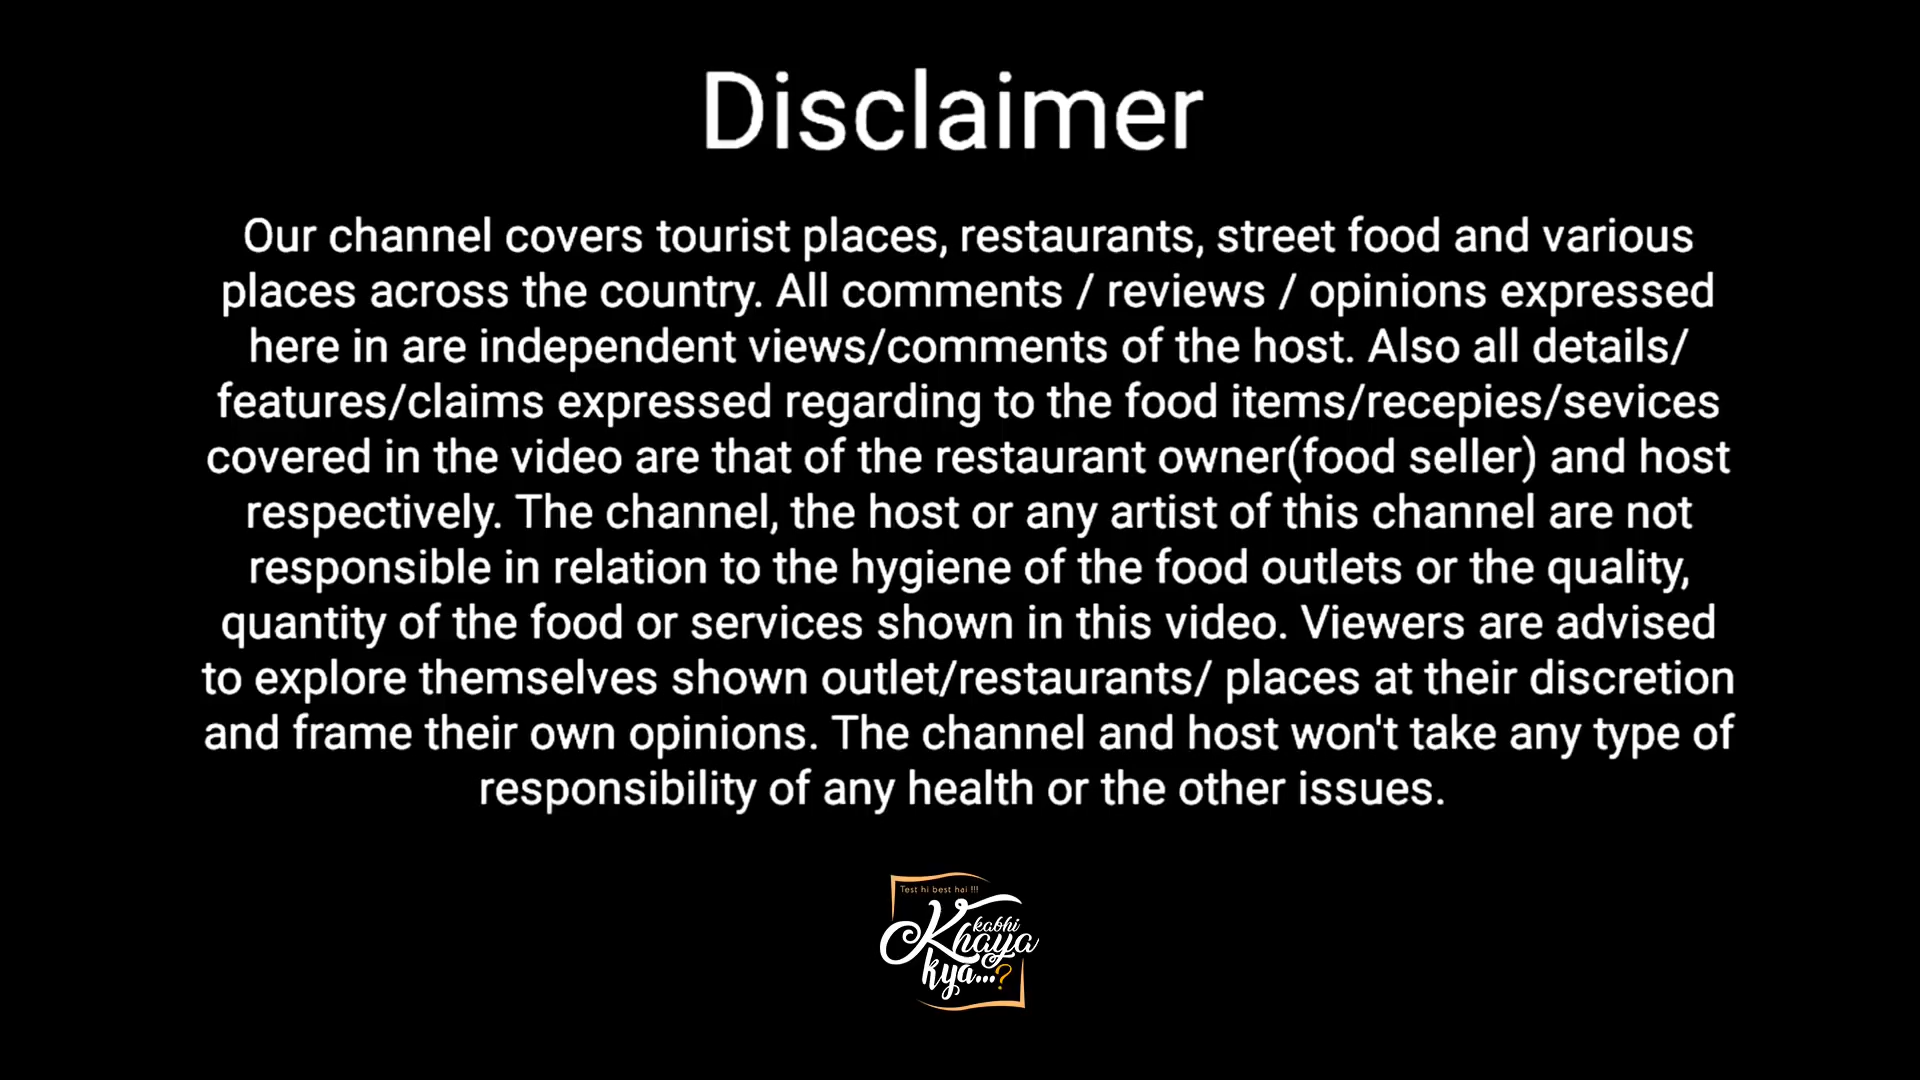 Disclaimer
Our channel covers tourist places, restaurants, street food and various
places across the country. All comments / reviews / opinions expressed
here in are independent views/comments of the host. Also all details/
features/claims expressed regarding to the food items/recepies/sevices
covered in the video are that of the restaurant owner(food seller) and host
respectively. The channel, the host or any artist of this channel are not
responsible in relation to the hygiene of the food outlets or the quality,
quantity of the food or services shown in this video. Viewers are advised
to explore themselves shown outlet/restaurants/ places at their discretion
and frame their own opinions. The channel and host won't take any type of
responsibility of any health or the other issues.
Test hi best hai !!!
kabhi
Khaya
kya...?